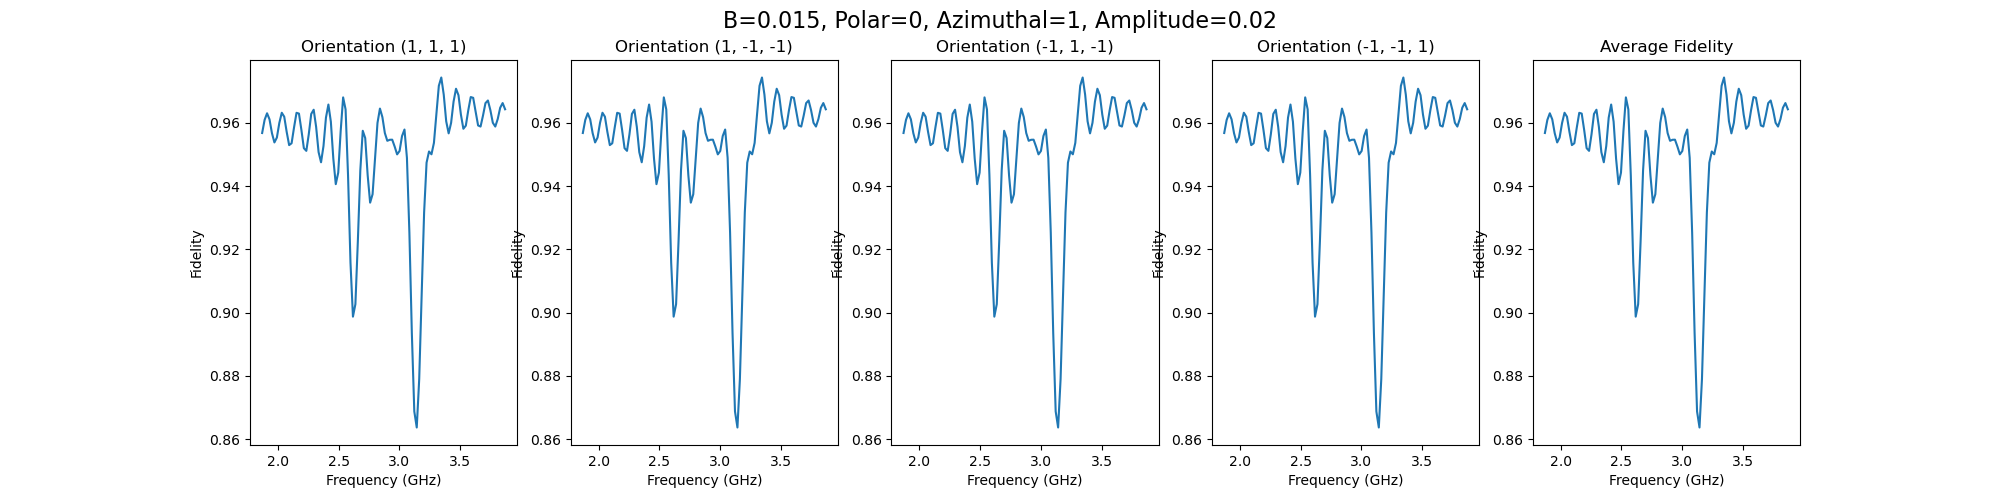 B=0.015, Polar=0, Azimuthal=1, Amplitude=0.02
Orientation (1, 1, 1)
0.96
0.94
0.92
0.90
0.88
0.86
Fidelity
2.0 2.5 3.0 3.5
Frequency (GHz)
Orientation (1, -1, -1)
0.96
0.94
0.92
0.90
0.88
0.86
Fidelity
2.0 2.5 3.0 3.5
Frequency (GHz)
Orientation (-1, 1, -1)
0.96
0.94
0.92
0.90
0.88
0.86
Fidelity
2.0 2.5 3.0 3.5
Frequency (GHz)
Orientation (-1, -1, 1)
0.96
0.94
0.92
0.90
0.88
0.86
Fidelity
2.0 2.5 3.0 3.5
Frequency (GHz)
Average Fidelity
0.96
0.94
0.92
0.90
0.88
0.86
Fidelity
2.0 2.5 3.0 3.5
Frequency (GHz)